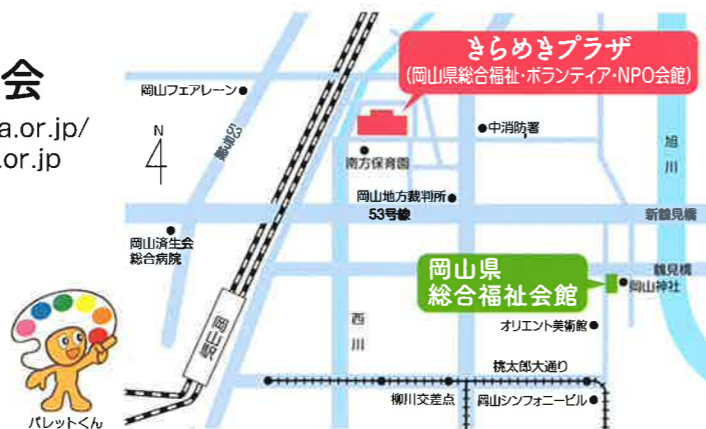 会
a.or.jp/
.or.jp
N
きらめきプラザ
(岡山県総合福祉・ボランティア・NPO会館)
岡山フェアレーン
53号線
中消防署
旭川
南方保育園
岡山地方裁判所
53号線
新鶴見橋
岡山済生会
総合病院
岡山県
総合福祉会館
鶴見橋
岡山神社
岡山駅
西川
オリエント美術館
桃太郎大通り
柳川交差点
岡山シンフォニービル
パレットくん